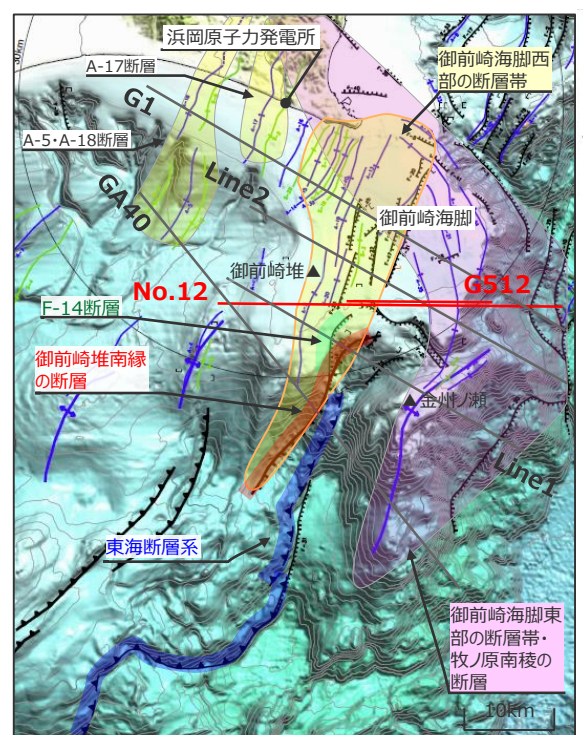 浜岡原子力発電所
御前崎海脚西
部の断層帯
A-17断層
G1
A-5・A-18断層
Line2
GA40
御前崎海脚
御前崎堆
No.12
G512
F-14断層
御前崎堆南縁
の断層
金州ノ瀬
Line1
東海断層系
御前崎海脚東
部の断層帯・
牧ノ原南稜の
断層
10km